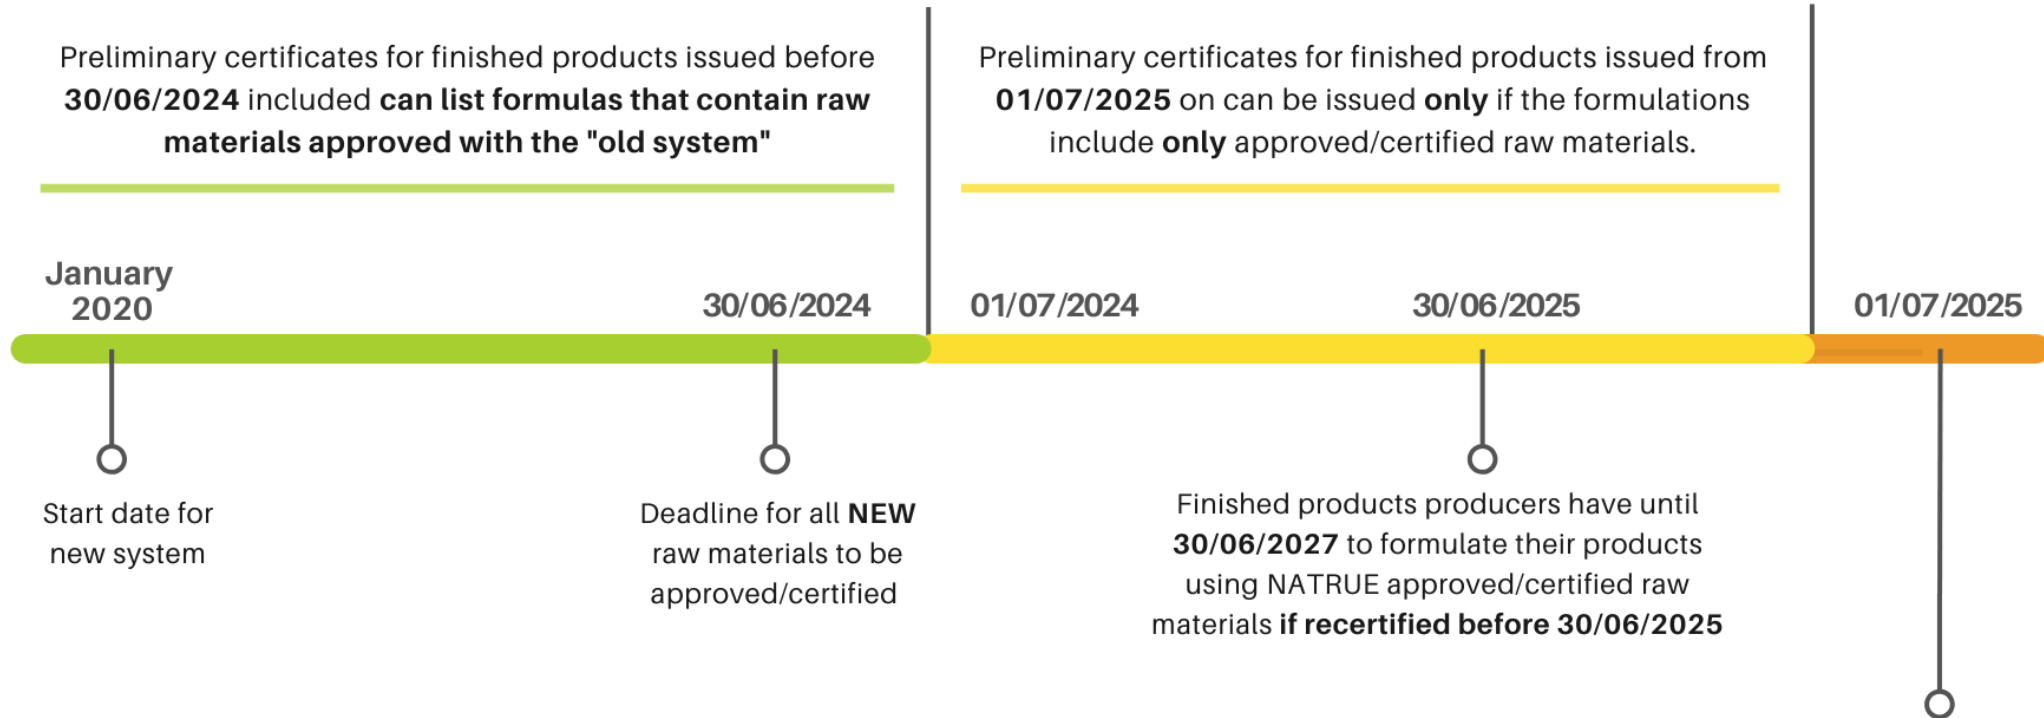 Preliminary certificates for finished products issued before
30/06/2024 included can list formulas that contain raw
materials approved with the "old system"
Preliminary certificates for finished products issued from
01/07/2025 on can be issued only if the formulations
include only approved/certified raw materials.
January
2020
30/06/2024
01/07/2024
30/06/2025
01/07/2025
Start date for
new system
Deadline for all NEW
raw materials to be
approved/certified
Finished products producers have until
30/06/2027 to formulate their products
using NATRUE approved/certified raw
materials if recertified before 30/06/2025